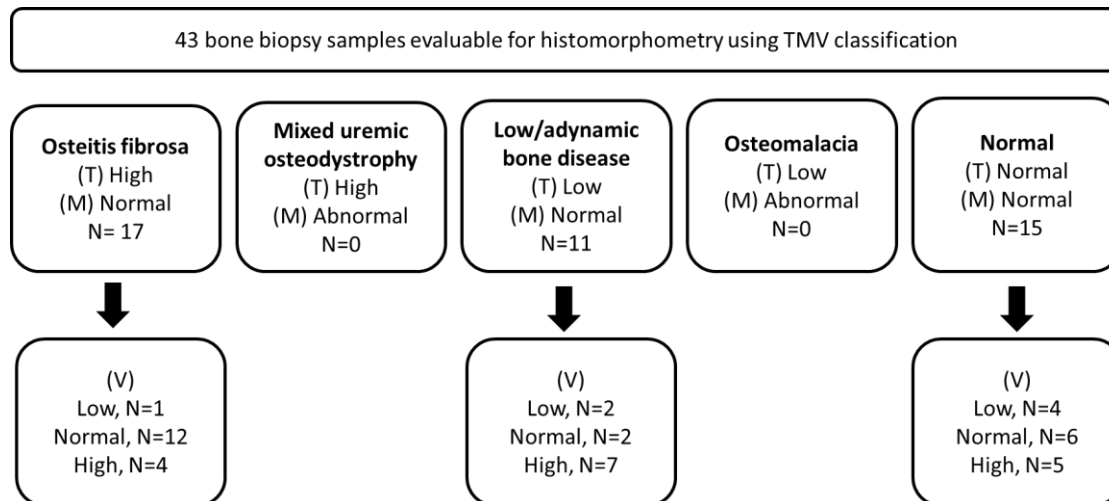 43 bone biopsy samples evaluable for histomorphometry using TMV classification
Osteitis fibrosa
(T) High
(M) Normal
N= 17
Mixed uremic
osteodystrophy
(T) High
(M) Abnormal
N=0
Low/adynamic
bone disease
(T) Low
(M) Normal
N=11
Osteomalacia
(T) Low
(M) Abnormal
N=0
Normal
(T) Normal
(M) Normal
N=15
(V)
Low, N=1
Normal, N=12
High, N=4
(V)
Low, N=2
Normal, N=2
High, N=7
(V)
Low, N=4
Normal, N=6
High, N=5